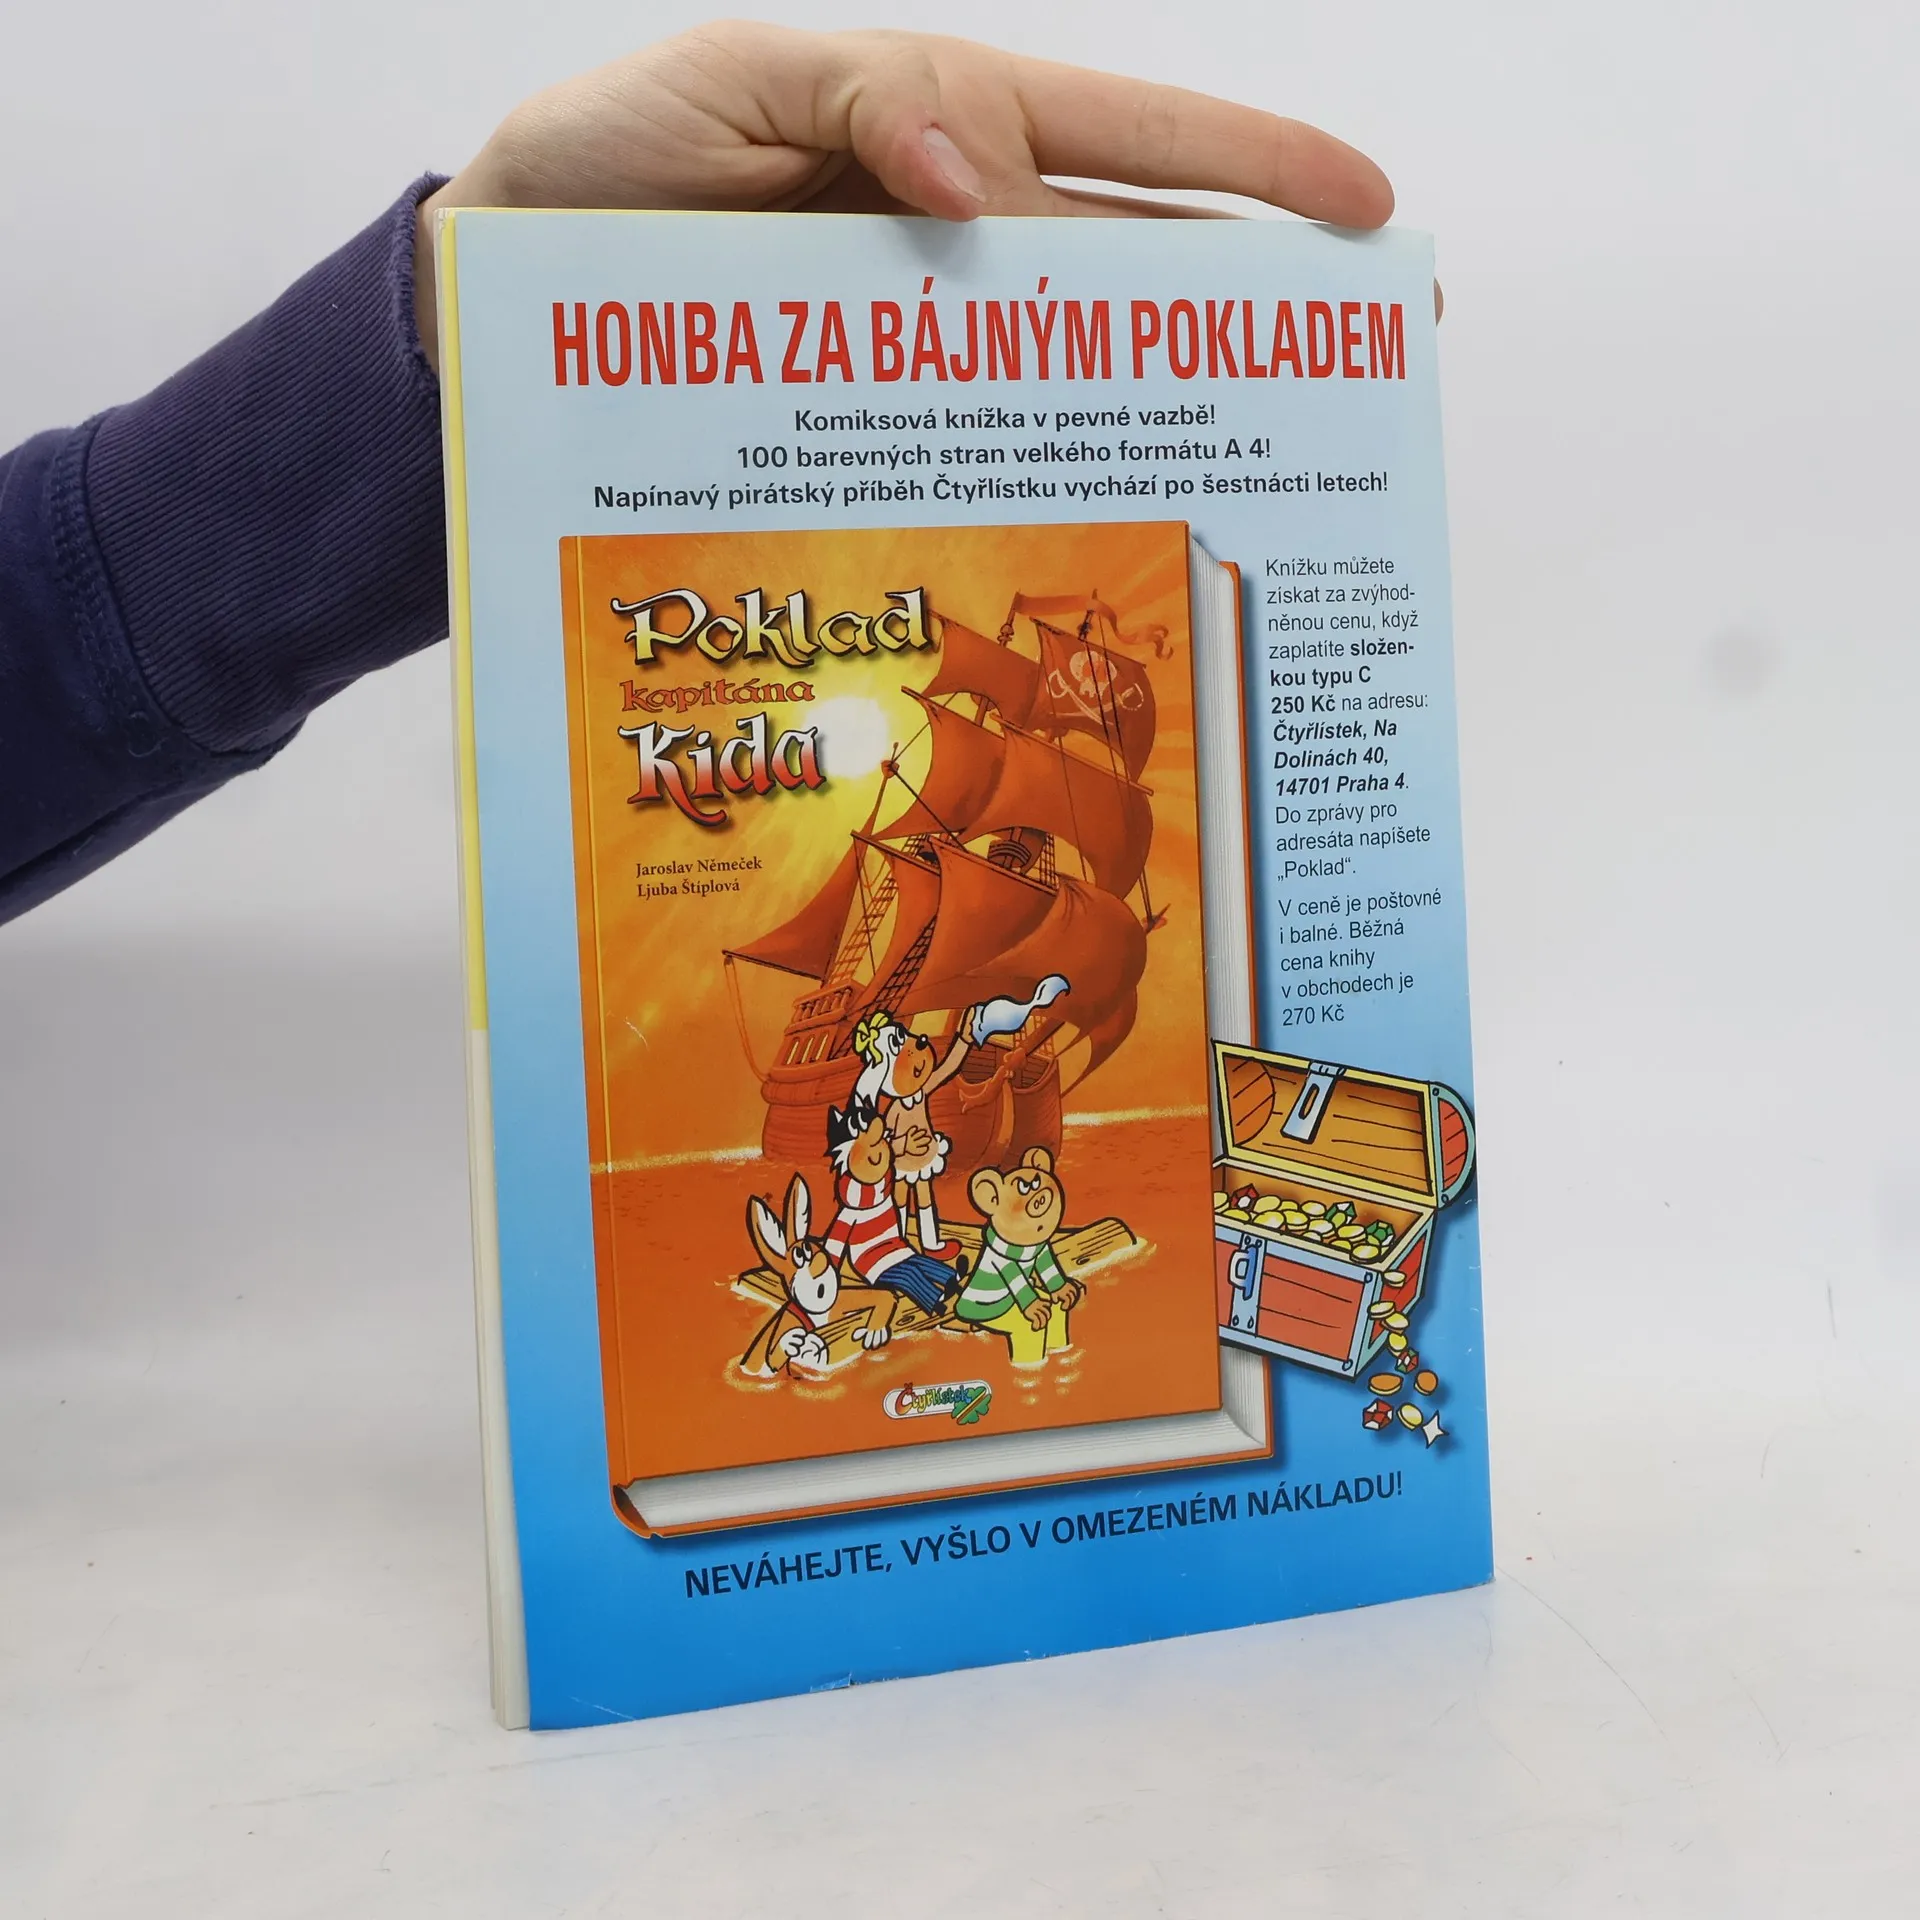 HONBA ZA BÁJNÝM POKLADEM
Komiksová knížka v pevné vazbě!
100 barevných stran velkého formátu A 4!
Napínavý pirátský příběh Čtyřlístku vychází po šestnácti letech!
Poklad
kapitána
Kida
Jaroslav Němeček
Ljuba Štíplová
Čtyřlístek
Knížku můžete
získat za zvýhod-
něnou cenu, když
zaplatíte složen-
kou typu C
250 Kč na adresu:
Čtyřlístek, Na
Dolinách 40,
14701 Praha 4.
Do zprávy pro
adresáta napíšete
„Poklad“.
V ceně je poštovné
i balné. Běžná
cena knihy
v obchodech je
270 Kč
NEVÁHEJTE, VYŠLO V OMEZENÉM NÁKLADU!